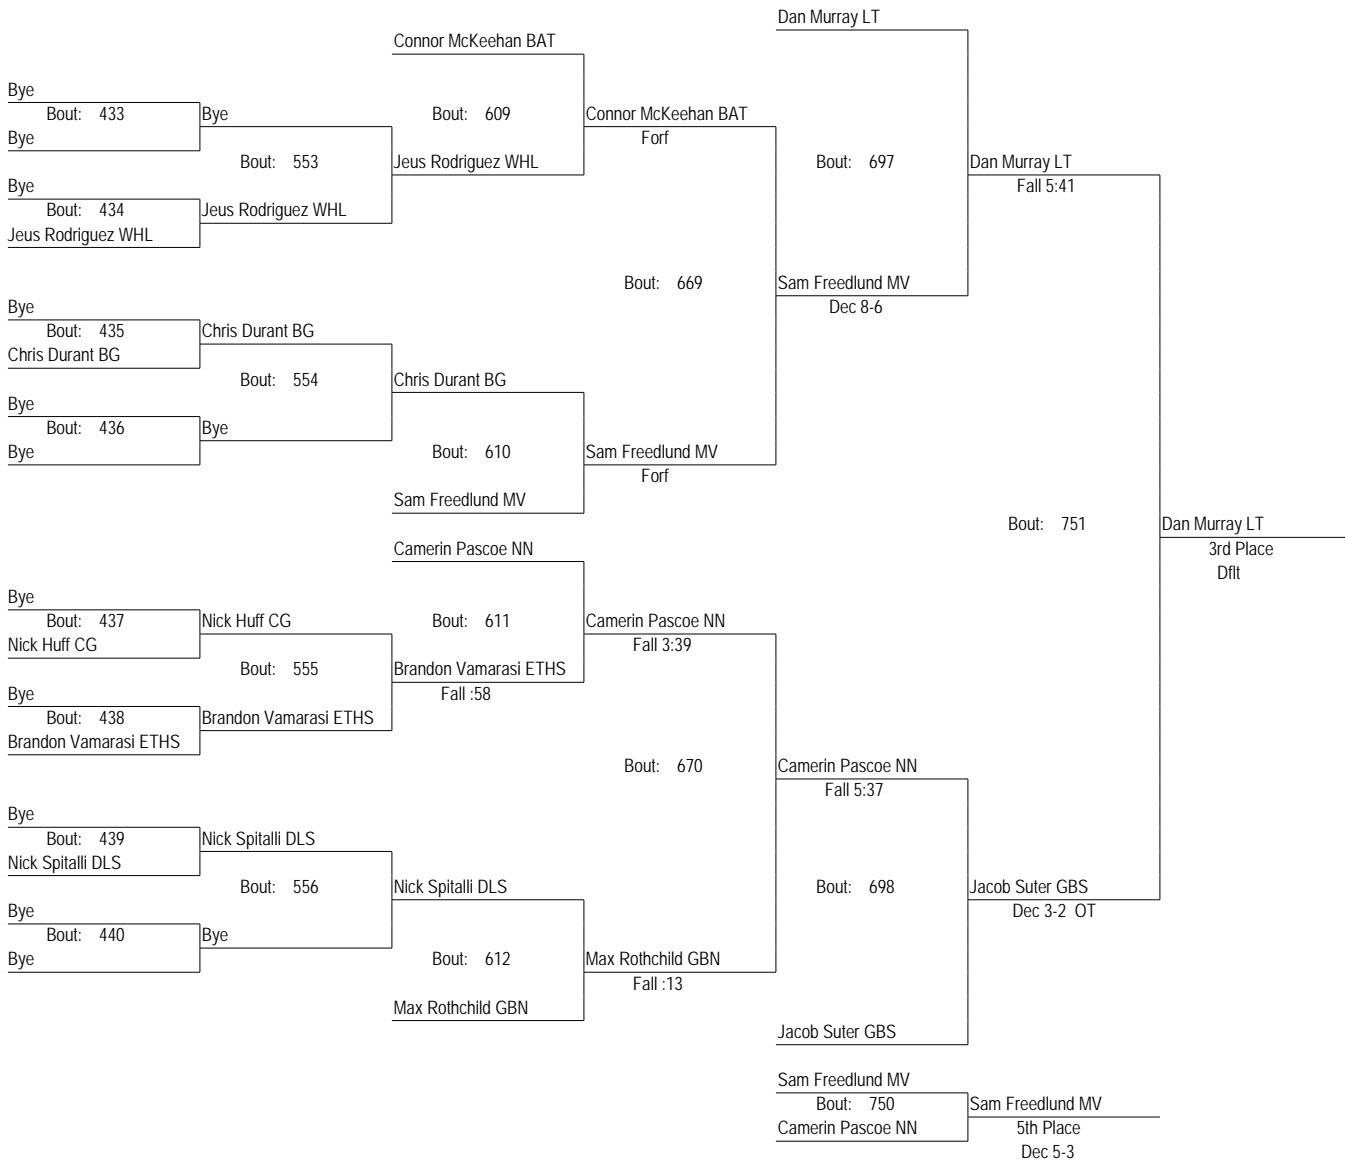 Dan Murray LT
Connor McKeehan BAT
Bye
Bout: 433
Bye
Bout: 609
Connor McKeehan BAT
Bye
Forf
Bout: 553
Jeus Rodriguez WHL
Bout: 697
Dan Murray LT
Bye
Fall 5:41
Bout: 434
Jeus Rodriguez WHL
Jeus Rodriguez WHL
Bout: 669
Sam Freedlund MV
Bye
Dec 8-6
Bout: 435
Chris Durant BG
Chris Durant BG
Bout: 554
Chris Durant BG
Bye
Bout: 436
Bye
Bye
Bout: 610
Sam Freedlund MV
Forf
Sam Freedlund MV
Bout: 751
Dan Murray LT
3rd Place
Dflt
Camerin Pascoe NN
Bye
Bout: 437
Nick Huff CG
Bout: 611
Camerin Pascoe NN
Nick Huff CG
Fall 3:39
Bout: 555
Brandon Vamarasi ETHS
Bye
Fall :58
Bout: 438
Brandon Vamarasi ETHS
Brandon Vamarasi ETHS
Bout: 670
Camerin Pascoe NN
Fall 5:37
Bye
Bout: 439
Nick Spitalli DLS
Nick Spitalli DLS
Bout: 556
Nick Spitalli DLS
Bout: 698
Jacob Suter GBS
Bye
Dec 3-2 OT
Bout: 440
Bye
Bye
Bout: 612
Max Rothchild GBN
Fall :13
Max Rothchild GBN
Jacob Suter GBS
Sam Freedlund MV
Bout: 750
Sam Freedlund MV
Camerin Pascoe NN
5th Place
Dec 5-3